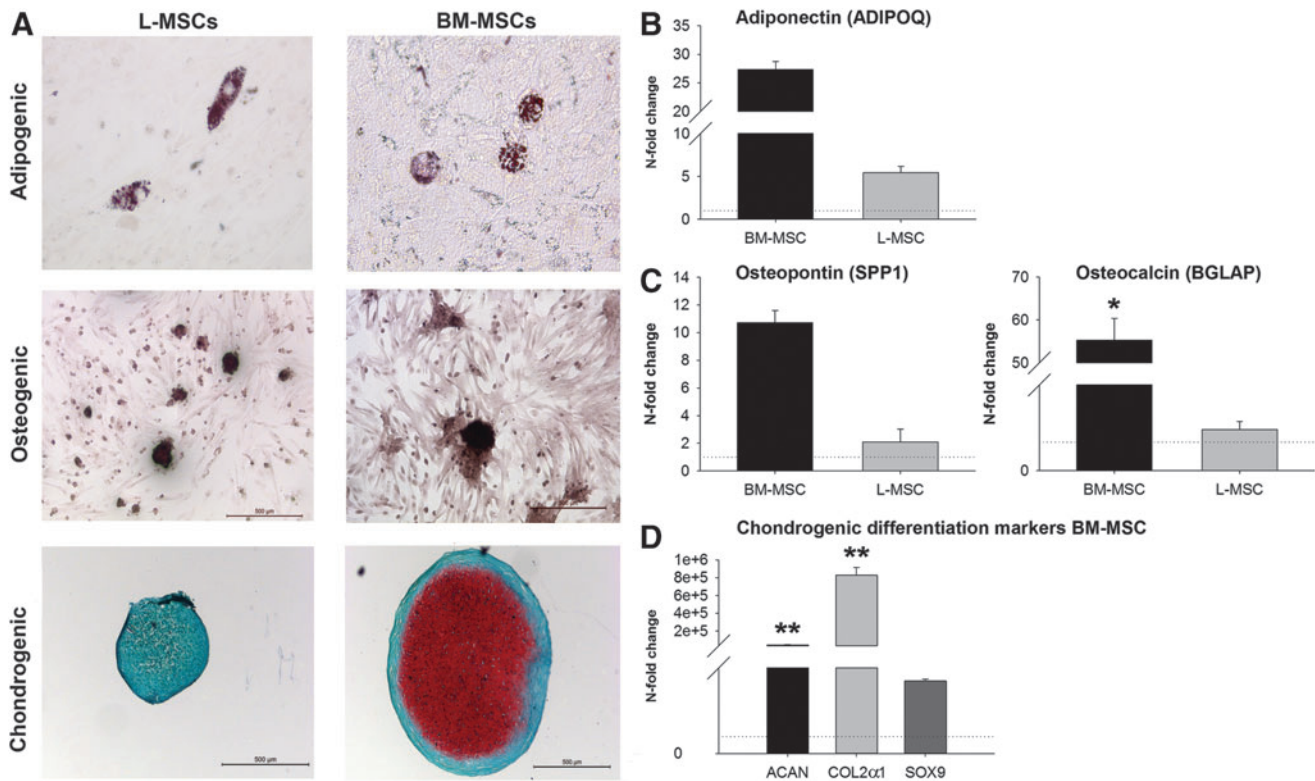 A
L-MSCs
BM-MSCs
Adipogenic
Osteogenic
500 µm
Chondrogenic
500 µm
500 µm
B
Adiponectin (ADIPOQ)
N-fold change
35
30
25
20
10
5
0
BM-MSC
L-MSC
C
Osteopontin (SPP1)
N-fold change
14
12
10
8
6
4
2
0
BM-MSC
L-MSC
Osteocalcin (BGLAP)
N-fold change
70
60
50
0
*
BM-MSC
L-MSC
D
Chondrogenic differentiation markers BM-MSC
N-fold change
1e+6
8e+5
6e+5
4e+5
2e+5
0
**
**
ACAN
COL2α1
SOX9